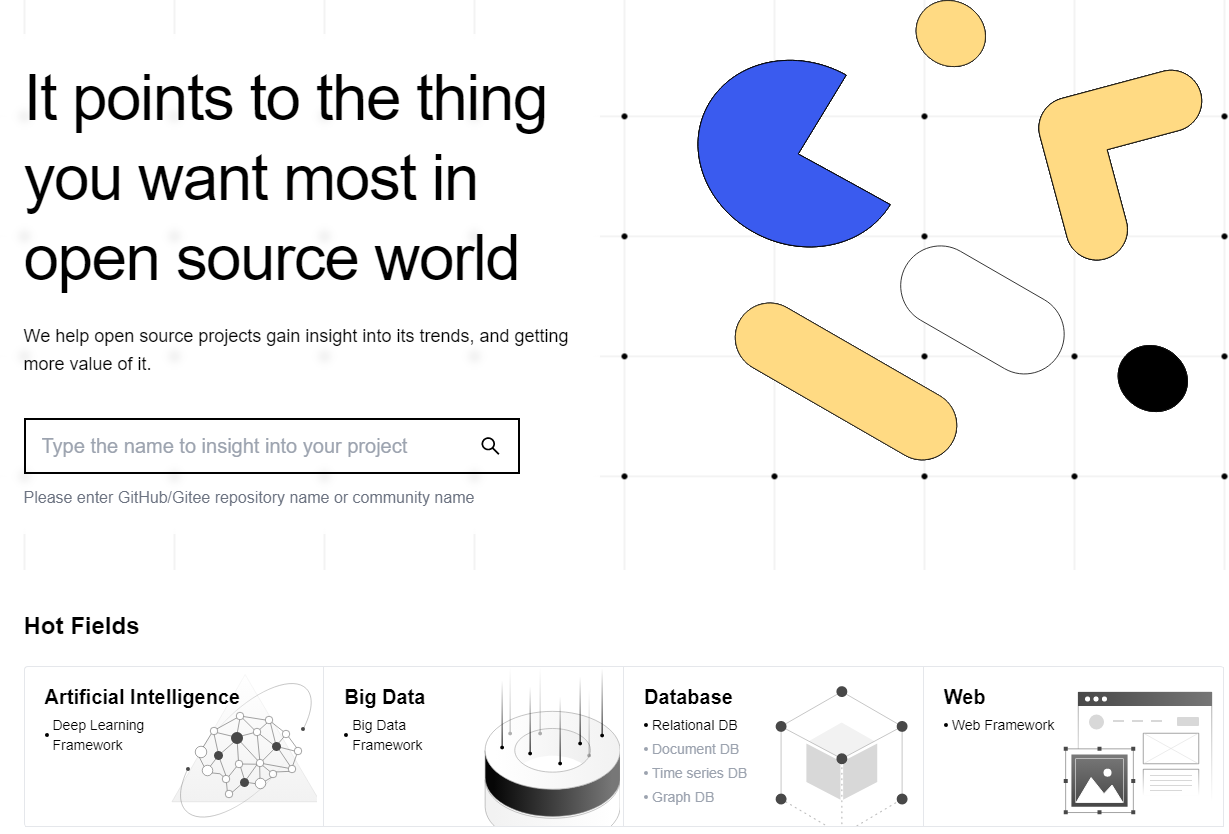 It points to the thing
you want most in
open source world
We help open source projects gain insight into its trends, and getting
more value of it.
Type the name to insight into your project
Please enter GitHub/Gitee repository name or community name
Hot Fields
Artificial Intelligence
• Deep Learning
Framework
Big Data
• Big Data
Framework
Database
• Relational DB
• Document DB
• Time series DB
• Graph DB
Web
• Web Framework